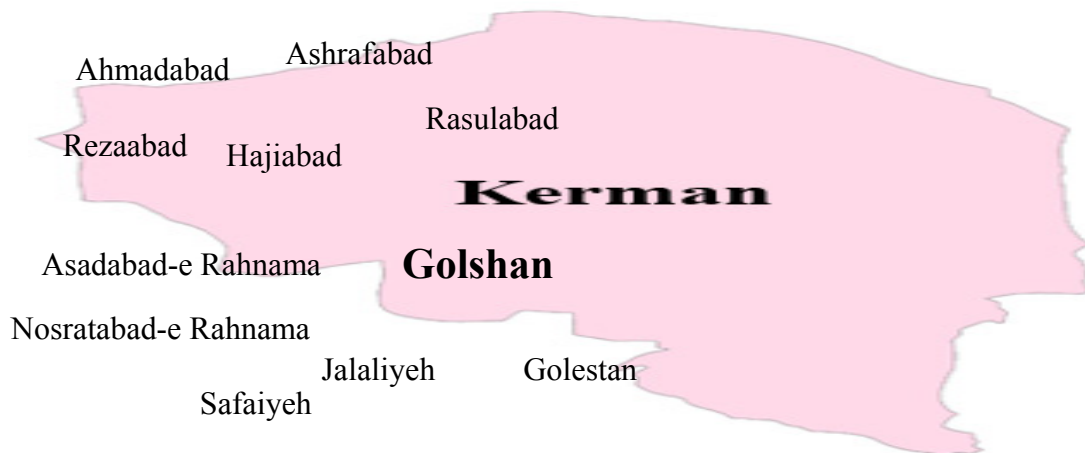 Ashrafabad
Ahmadabad
Rasulabad
Rezaabad
Hajiabad
Kerman
Asadabad-e Rahnama
Golshan
Nosratabad-e Rahnama
Jalaliyeh
Golestan
Safaiyeh